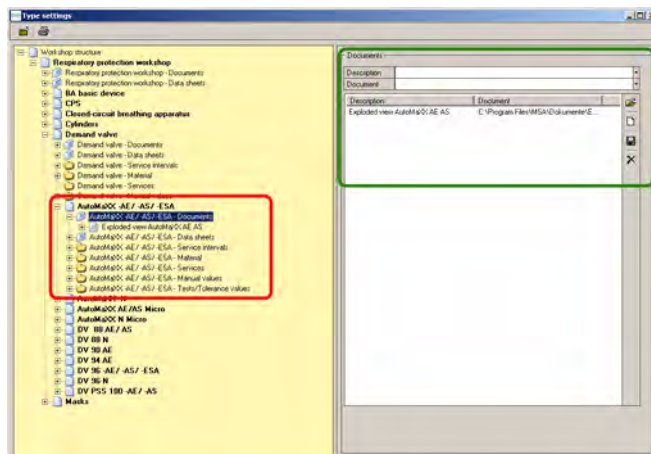 Type settings
Workshop structure
Respiratory protection workshop
Respiratory protection workshop - Documents
Respiratory protection workshop - Data sheets
BA basic device
CPS
Closed-circuit breathing apparatus
Cylinders
Demand valve
Demand valve - Documents
Demand valve - Data sheets
Demand valve - Service intervals
Demand valve - Material
Demand valve - Services
Demand valve - Manual values
AutoMaXX -AE/ -AS/ -ESA
AutoMaXX -AE/ -AS/ -ESA - Documents
Exploded view AutoMaXX AE AS
AutoMaXX -AE/ -AS/ -ESA - Data sheets
AutoMaXX -AE/ -AS/ -ESA - Service intervals
AutoMaXX -AE/ -AS/ -ESA - Material
AutoMaXX -AE/ -AS/ -ESA - Services
AutoMaXX -AE/ -AS/ -ESA - Manual values
AutoMaXX -AE/ -AS/ -ESA - Tests/Tolerance values
AutoMaXX N
AutoMaXX AE/AS Micro
AutoMaXX N Micro
DV 88 AE/ AS
DV 88 N
DV 90 AE
DV 94 AE
DV 96 -AE/ -AS/ -ESA
DV 96 N
DV PSS 100 -AE/ -AS
Masks
Documents
Description
Document
Description Document
Exploded view AutoMaXX AE AS C:\Program Files\MSA\Dokumente\E...